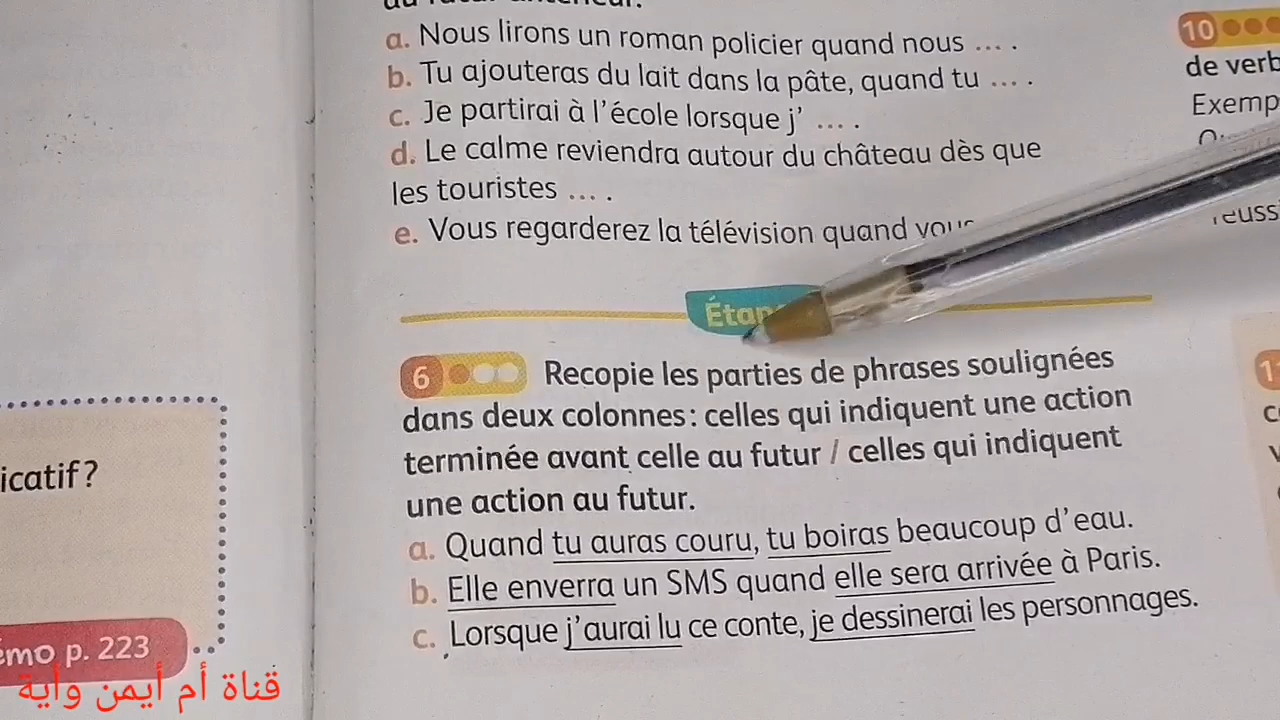 a. Nous lirons un roman policier quand nous ... .
b. Tu ajouteras du lait dans la pâte, quand tu ... .
c. Je partirai à l'école lorsque j' ... .
d. Le calme reviendra autour du château dès que
les touristes ... .
e. Vous regarderez la télévision quand vous
6 Recopie les parties de phrases soulignées
dans deux colonnes : celles qui indiquent une action
terminée avant celle au futur / celles qui indiquent
une action au futur.
a. Quand tu auras couru, tu boiras beaucoup d'eau.
b. Elle enverra un SMS quand elle sera arrivée à Paris.
c. Lorsque j'aurai lu ce conte, je dessinerai les personnages.
icatif ?
p. 223
قناة أم أيمن وأية
10
de verb
Exemp